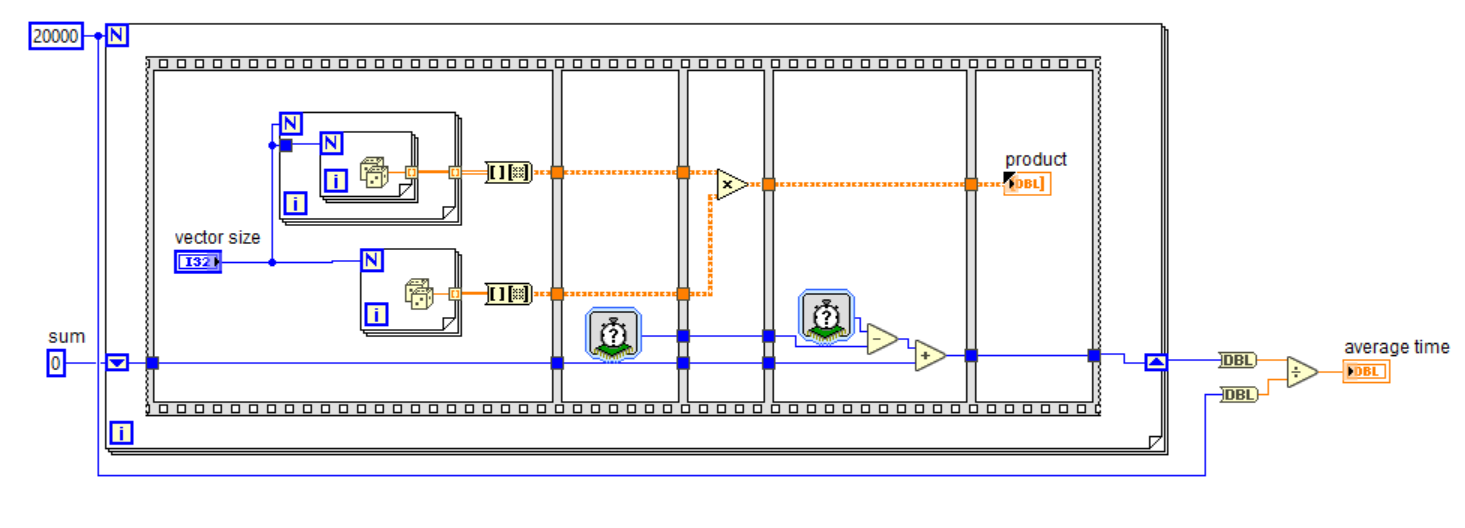 20000
N
N
N
i
i
product
DBL]
vector size
I32
N
i
?
?
sum
0
DBL
average time
DBL
DBL
i